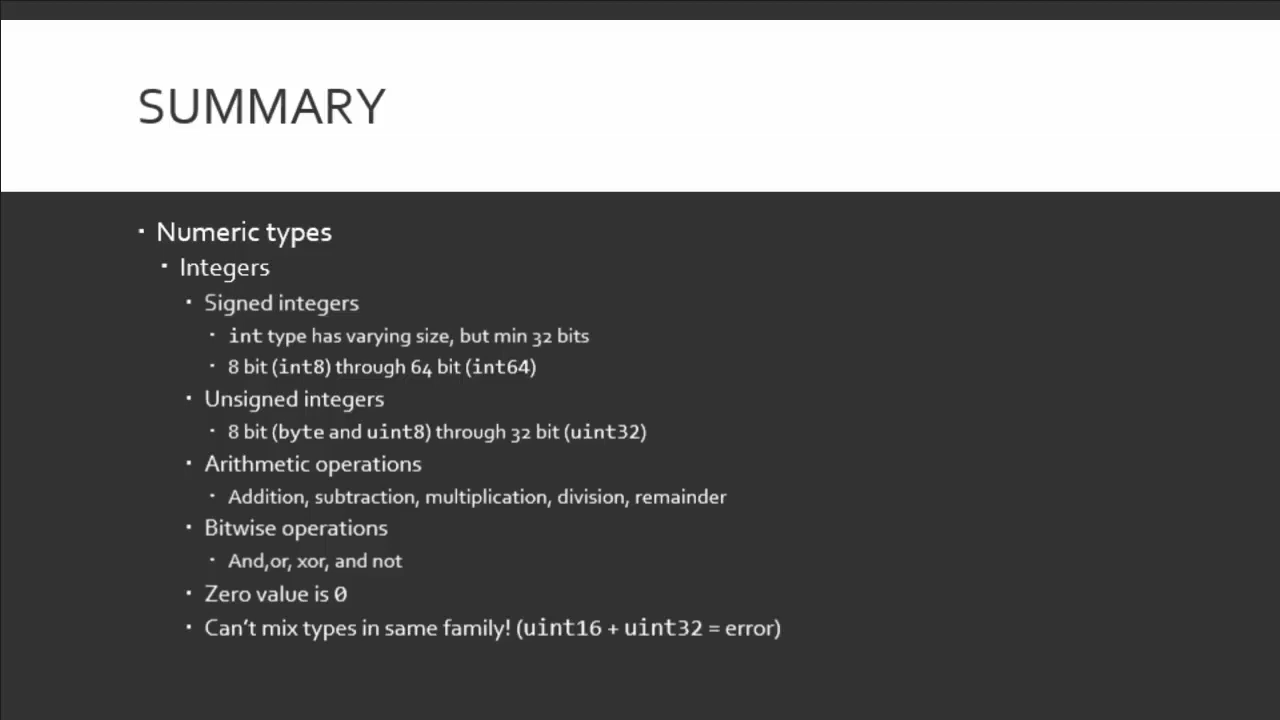 SUMMARY
▪ Numeric types
▪ Integers
▪ Signed integers
▪ int type has varying size, but min 32 bits
▪ 8 bit (int8) through 64 bit (int64)
▪ Unsigned integers
▪ 8 bit (byte and uint8) through 32 bit (uint32)
▪ Arithmetic operations
▪ Addition, subtraction, multiplication, division, remainder
▪ Bitwise operations
▪ And,or, xor, and not
▪ Zero value is 0
▪ Can't mix types in same family! (uint16 + uint32 = error)